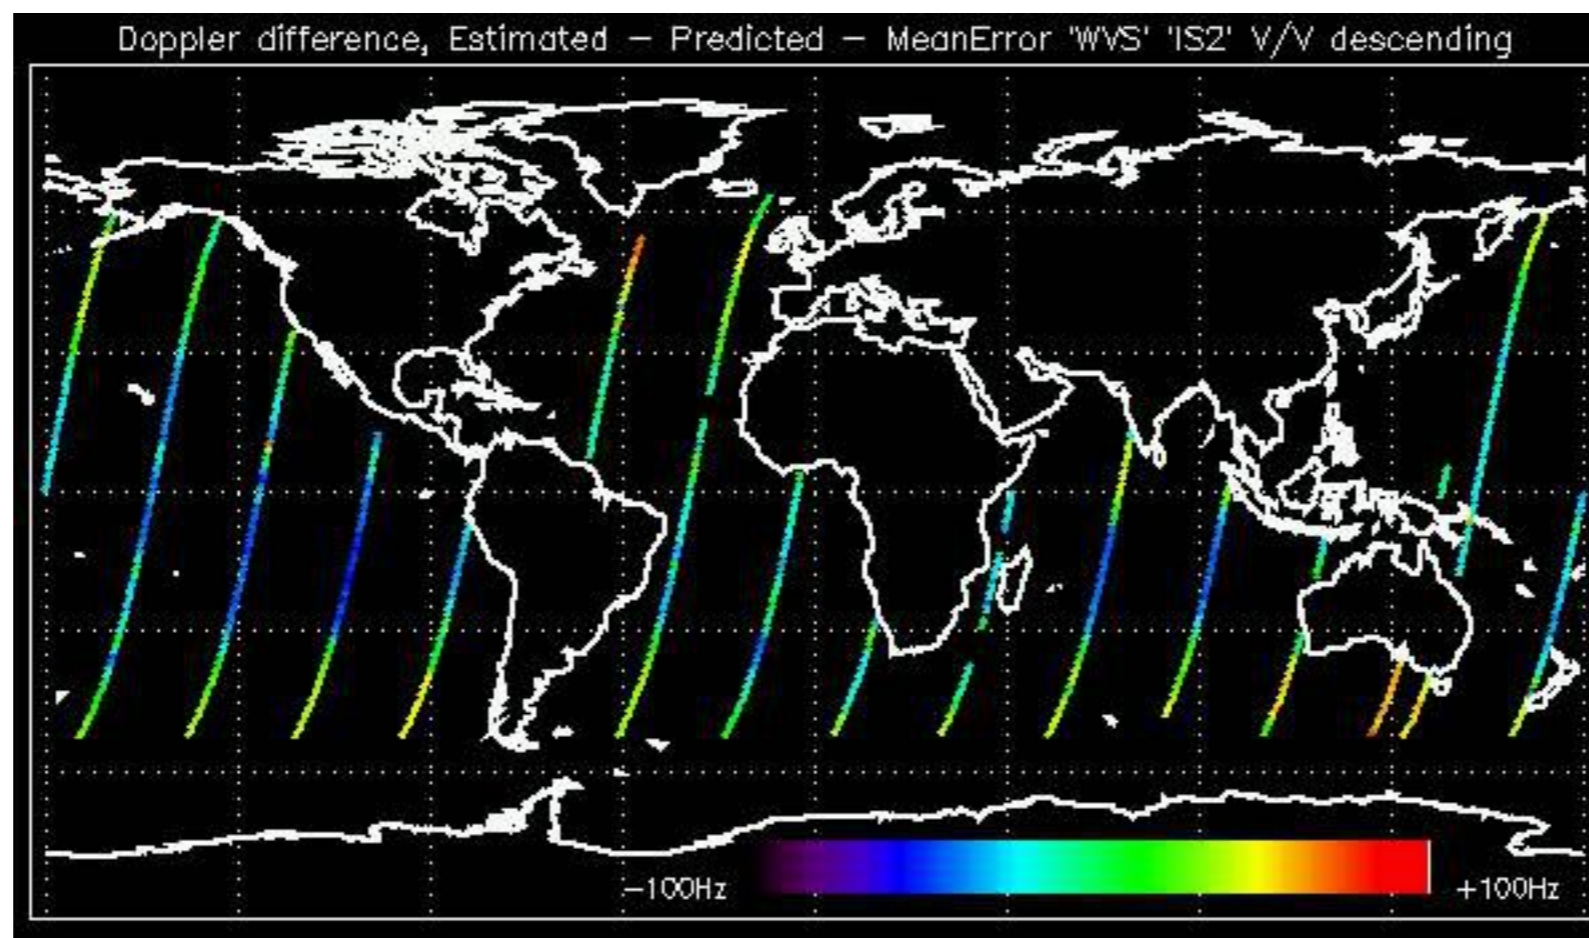 Doppler difference, Estimated - Predicted - MeanError 'WVS' 'IS2' V/V descending
-100Hz +100Hz